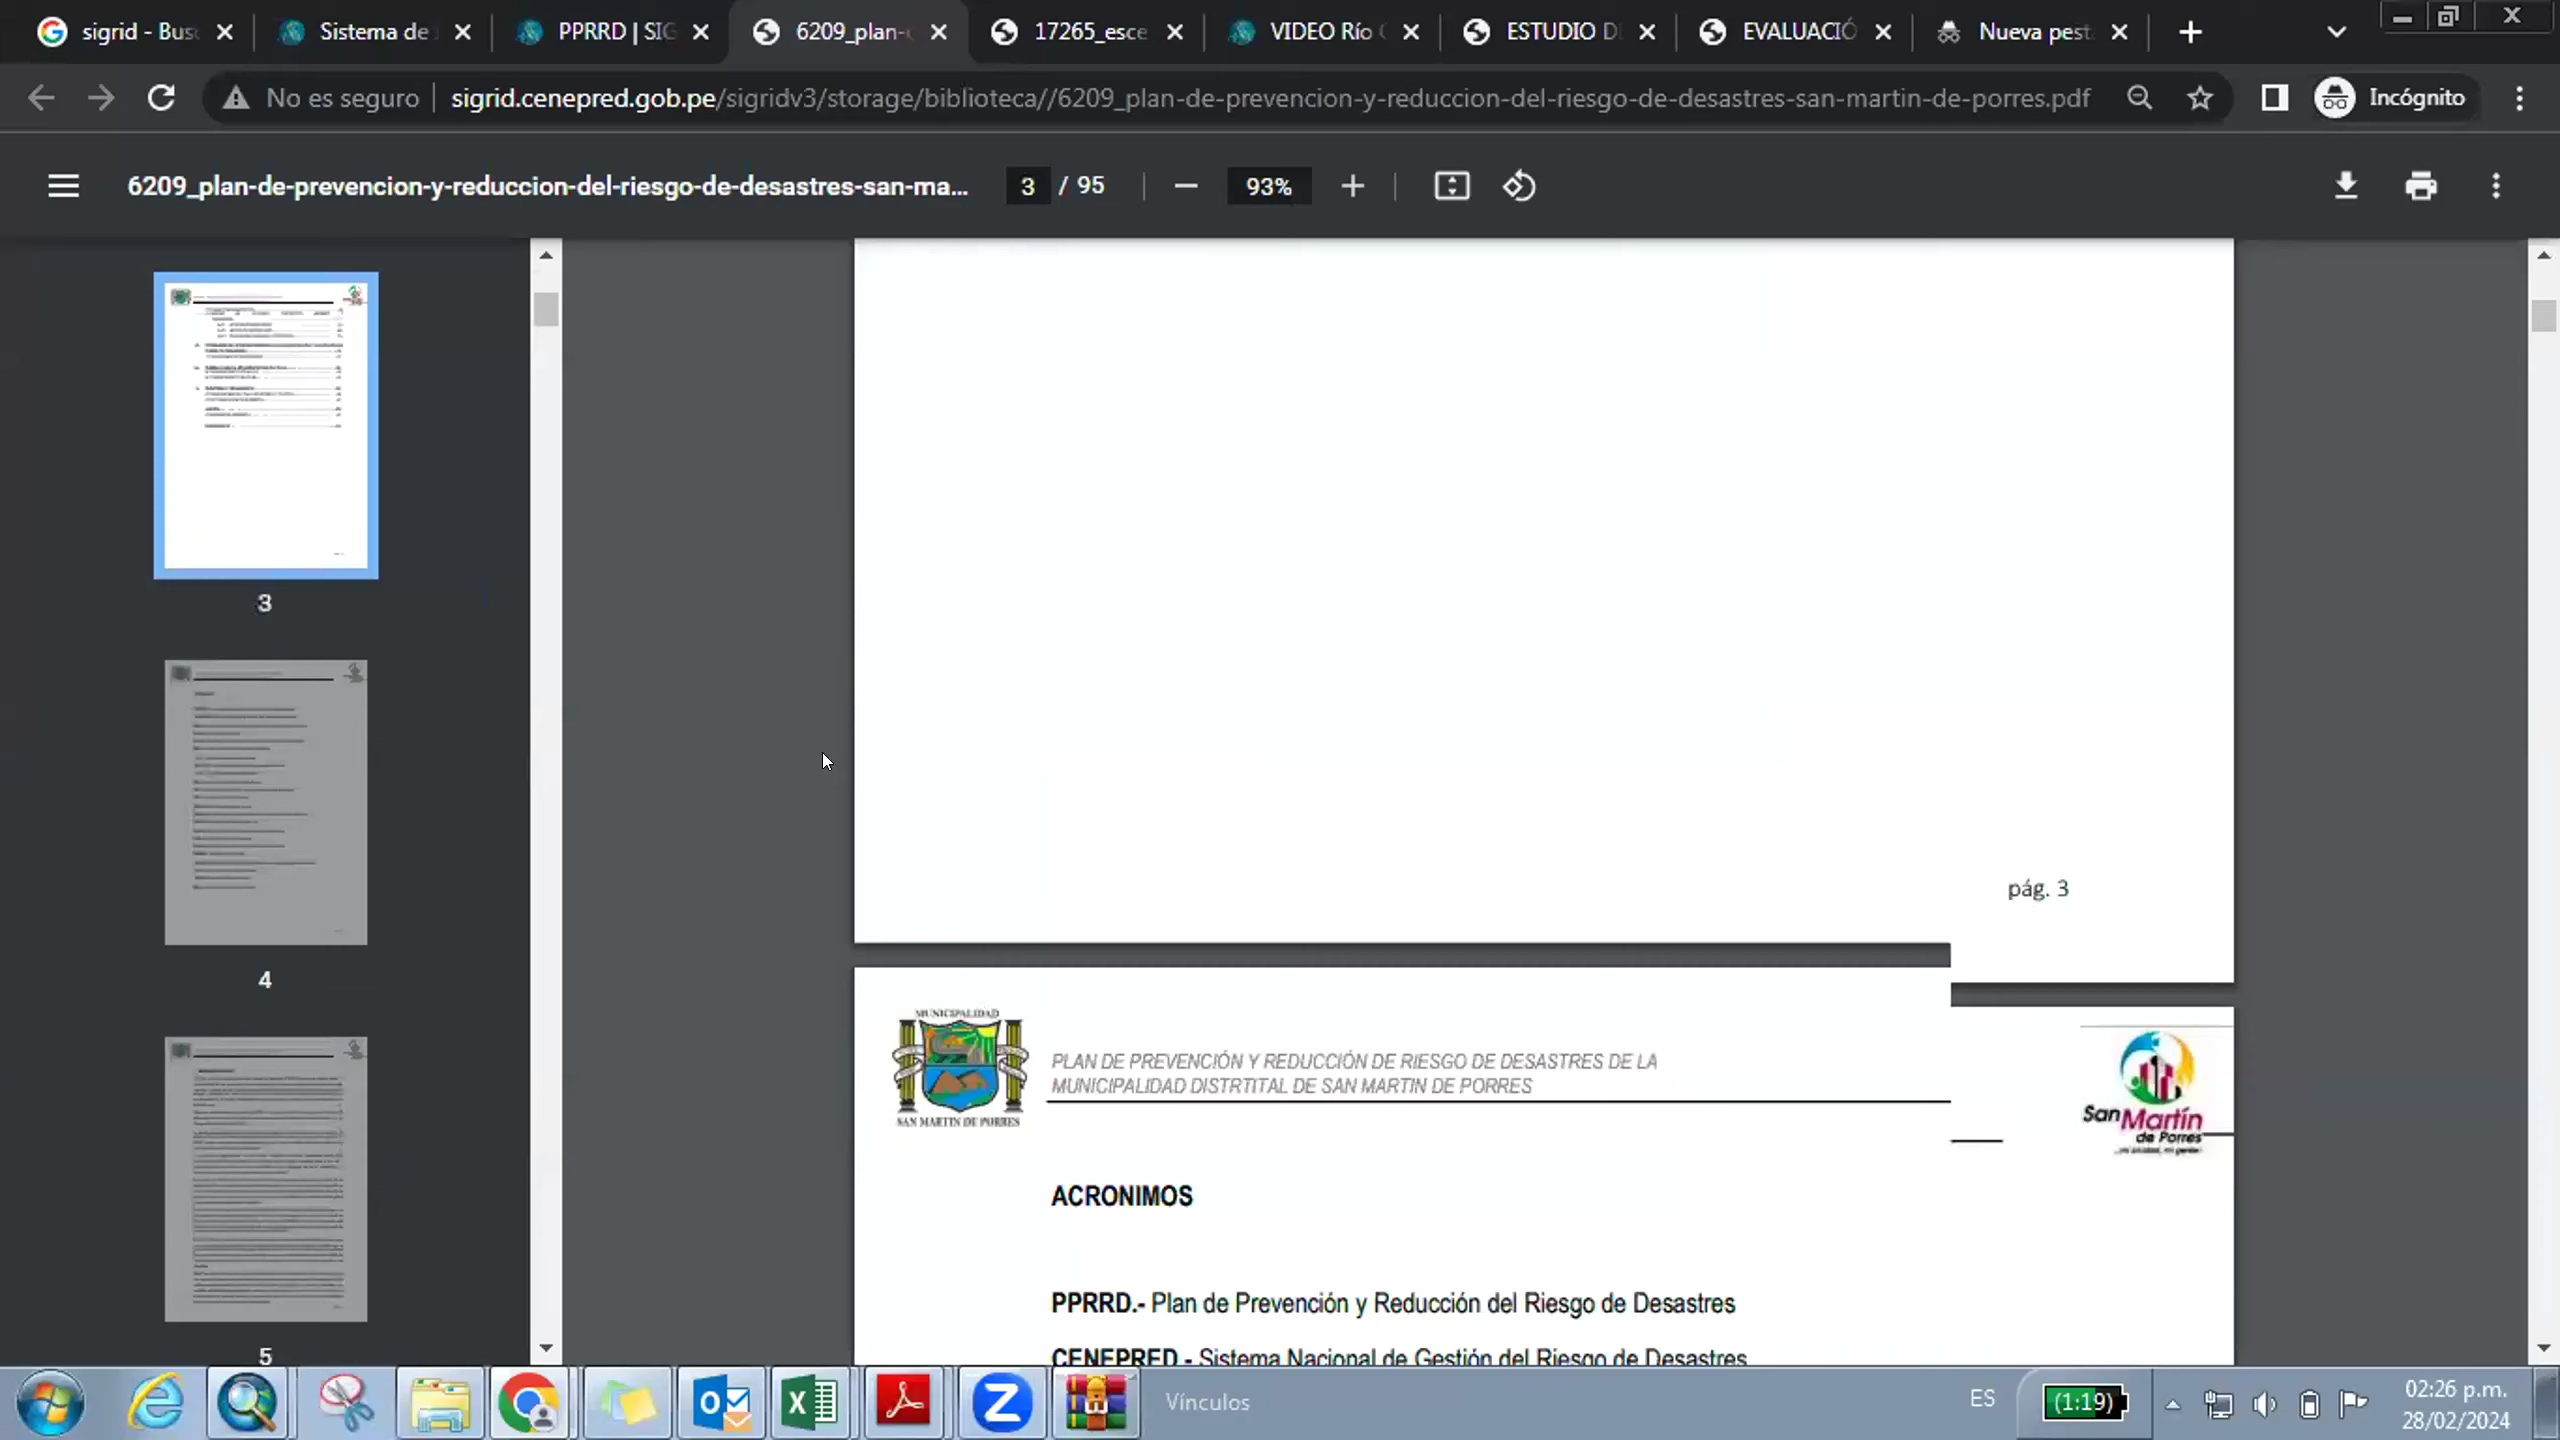 sigrid - Bus
Sistema de
PPRRD | SIG
6209_plan-
17265_esce
VIDEO Río
ESTUDIO D
EVALUACIÓ
Nueva pest
No es seguro
sigrid.cenepred.gob.pe/sigridv3/storage/biblioteca//6209_plan-de-prevencion-y-reduccion-del-riesgo-de-desastres-san-martin-de-porres.pdf
Incógnito
6209_plan-de-prevencion-y-reduccion-del-riesgo-de-desastres-san-ma...
3 / 95
93%
3
4
5
pág. 3
MUNICIPALIDAD
SAN MARTIN DE PORRES
PLAN DE PREVENCIÓN Y REDUCCIÓN DE RIESGO DE DESASTRES DE LA
MUNICIPALIDAD DISTRTITAL DE SAN MARTIN DE PORRES
San Martín
de Porres
ACRONIMOS
PPRRD.- Plan de Prevención y Reducción del Riesgo de Desastres
CENEPRED.- Sistema Nacional de Gestión del Riesgo de Desastres
Vínculos
ES
(1:19)
02:26 p.m.
28/02/2024